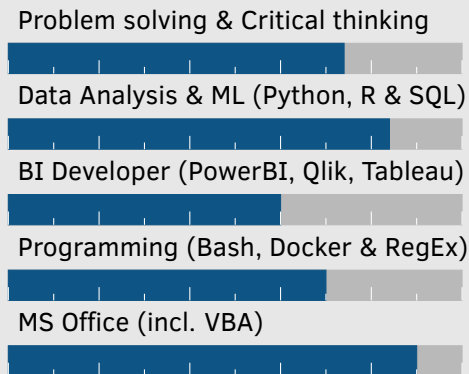 Problem solving & Critical thinking
Data Analysis & ML (Python, R & SQL)
BI Developer (PowerBI, Qlik, Tableau)
Programming (Bash, Docker & RegEx)
MS Office (incl. VBA)